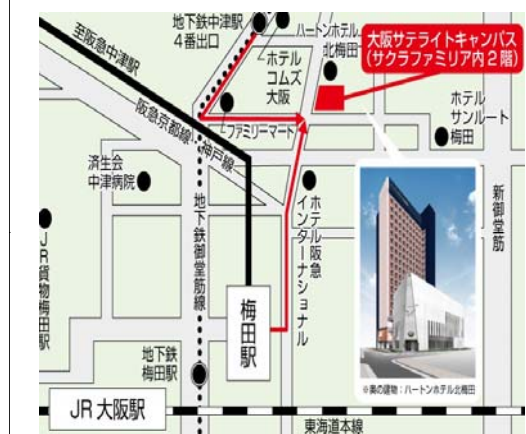 地下鉄中津駅
4番出口
ハートンホテル
北梅田
大阪サテライトキャンパス
(サクラファミリア内2階)
至阪急中津駅
ホテル
コムズ
大阪
ホテル
サンルート
梅田
阪急京都線・神戸線
ファミリーマート
済生会
中津病院
地下鉄御堂筋線
ホテル阪急
インターナショナル
新御堂筋
JR貨物梅田駅
梅田駅
地下鉄
梅田駅
※奥の建物:ハートンホテル北梅田
JR 大阪駅
東海道本線